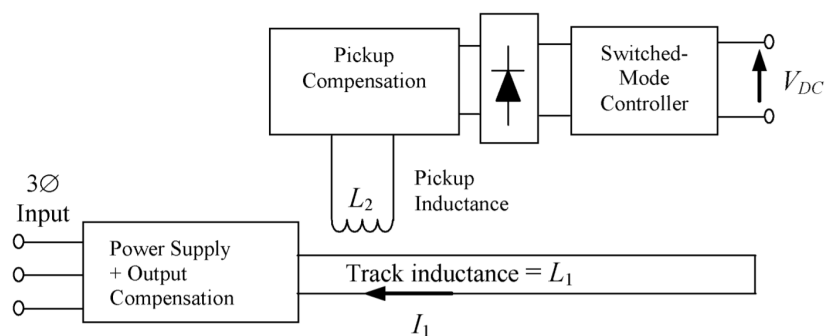 Pickup
Compensation
Switched-
Mode
Controller
V_DC
3∅
Input
L_2
Pickup
Inductance
Power Supply
+ Output
Compensation
Track inductance = L_1
I_1